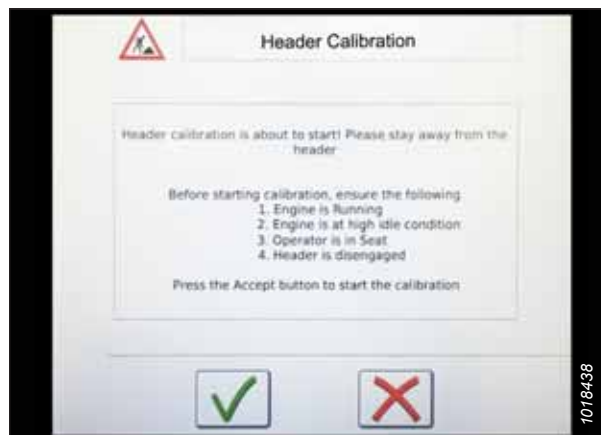 Header Calibration
Header calibration is about to start! Please stay away from the
header
Before starting calibration, ensure the following
1. Engine is Running
2. Engine is at high idle condition
3. Operator is in Seat
4. Header is disengaged
Press the Accept button to start the calibration
1018438